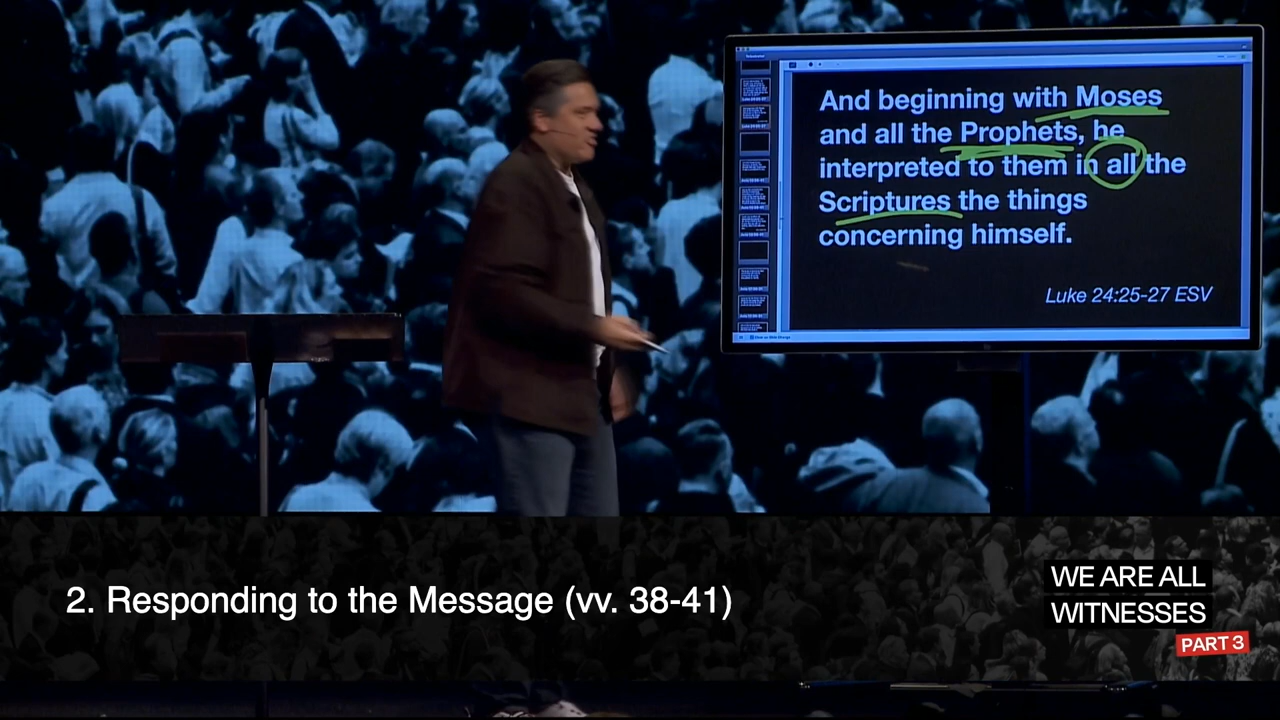 And beginning with Moses
and all the Prophets, he
interpreted to them in all the
Scriptures the things
concerning himself.
Luke 24:25-27 ESV
2. Responding to the Message (vv. 38-41)
WE ARE ALL
WITNESSES
PART 3